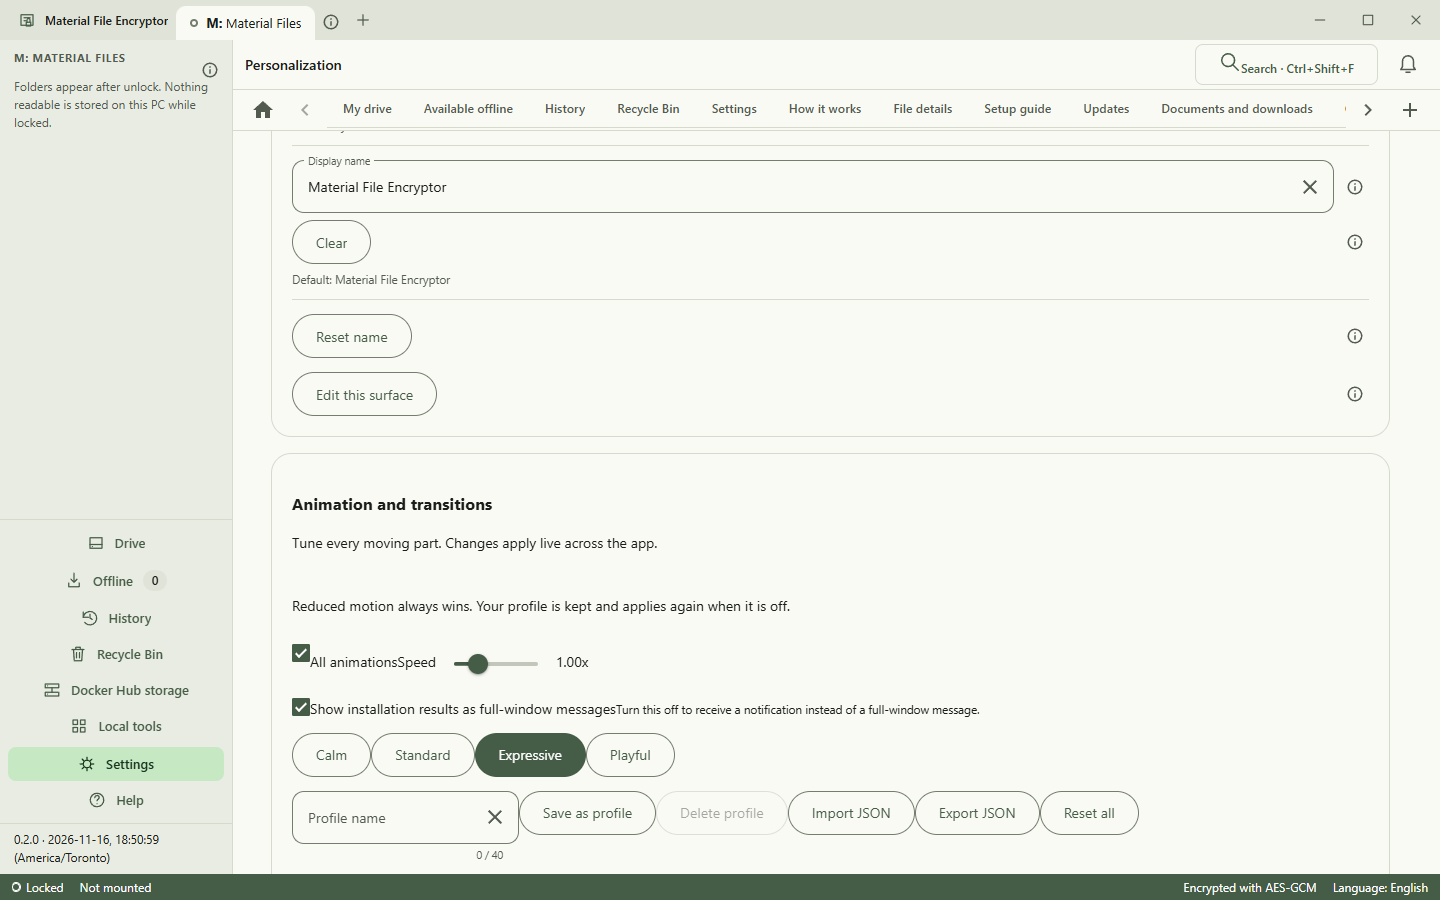 Material File Encryptor
M: Material Files
M: MATERIAL FILES
Folders appear after unlock. Nothing
readable is stored on this PC while
locked.
Personalization
Search · Ctrl+Shift+F
My drive
Available offline
History
Recycle Bin
Settings
How it works
File details
Setup guide
Updates
Documents and downloads
Display name
Material File Encryptor
Clear
Default: Material File Encryptor
Reset name
Edit this surface
Animation and transitions
Tune every moving part. Changes apply live across the app.
Reduced motion always wins. Your profile is kept and applies again when it is off.
All animationsSpeed 1.00x
Show installation results as full-window messagesTurn this off to receive a notification instead of a full-window message.
Calm
Standard
Expressive
Playful
Profile name
0 / 40
Save as profile
Delete profile
Import JSON
Export JSON
Reset all
Drive
Offline 0
History
Recycle Bin
Docker Hub storage
Local tools
Settings
Help
0.2.0 · 2026-11-16, 18:50:59
(America/Toronto)
Locked
Not mounted
Encrypted with AES-GCM
Language: English